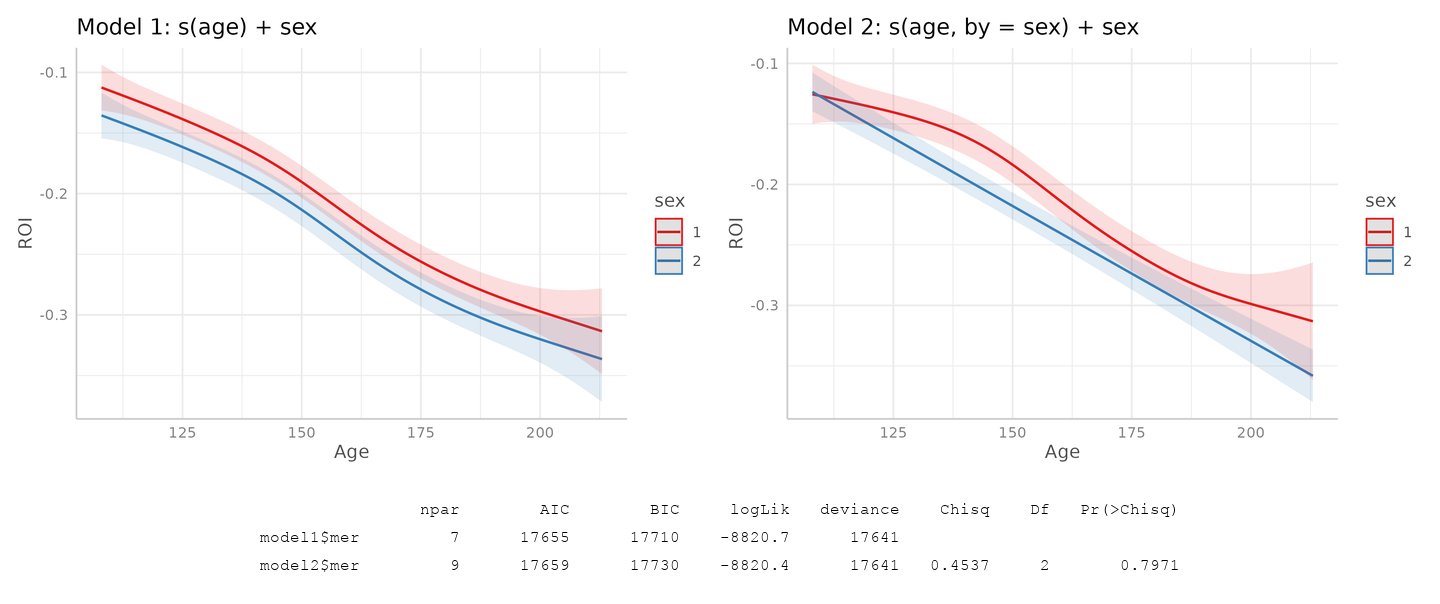 Model 1: s(age) + sex
-0.1
-0.2
-0.3
ROI
125 150 175 200
Age
sex
1
2
Model 2: s(age, by = sex) + sex
-0.1
-0.2
-0.3
ROI
125 150 175 200
Age
sex
1
2
npar AIC BIC logLik deviance Chisq Df Pr(>Chisq)
model1$mer 7 17655 17710 -8820.7 17641
model2$mer 9 17659 17730 -8820.4 17641 0.4537 2 0.7971